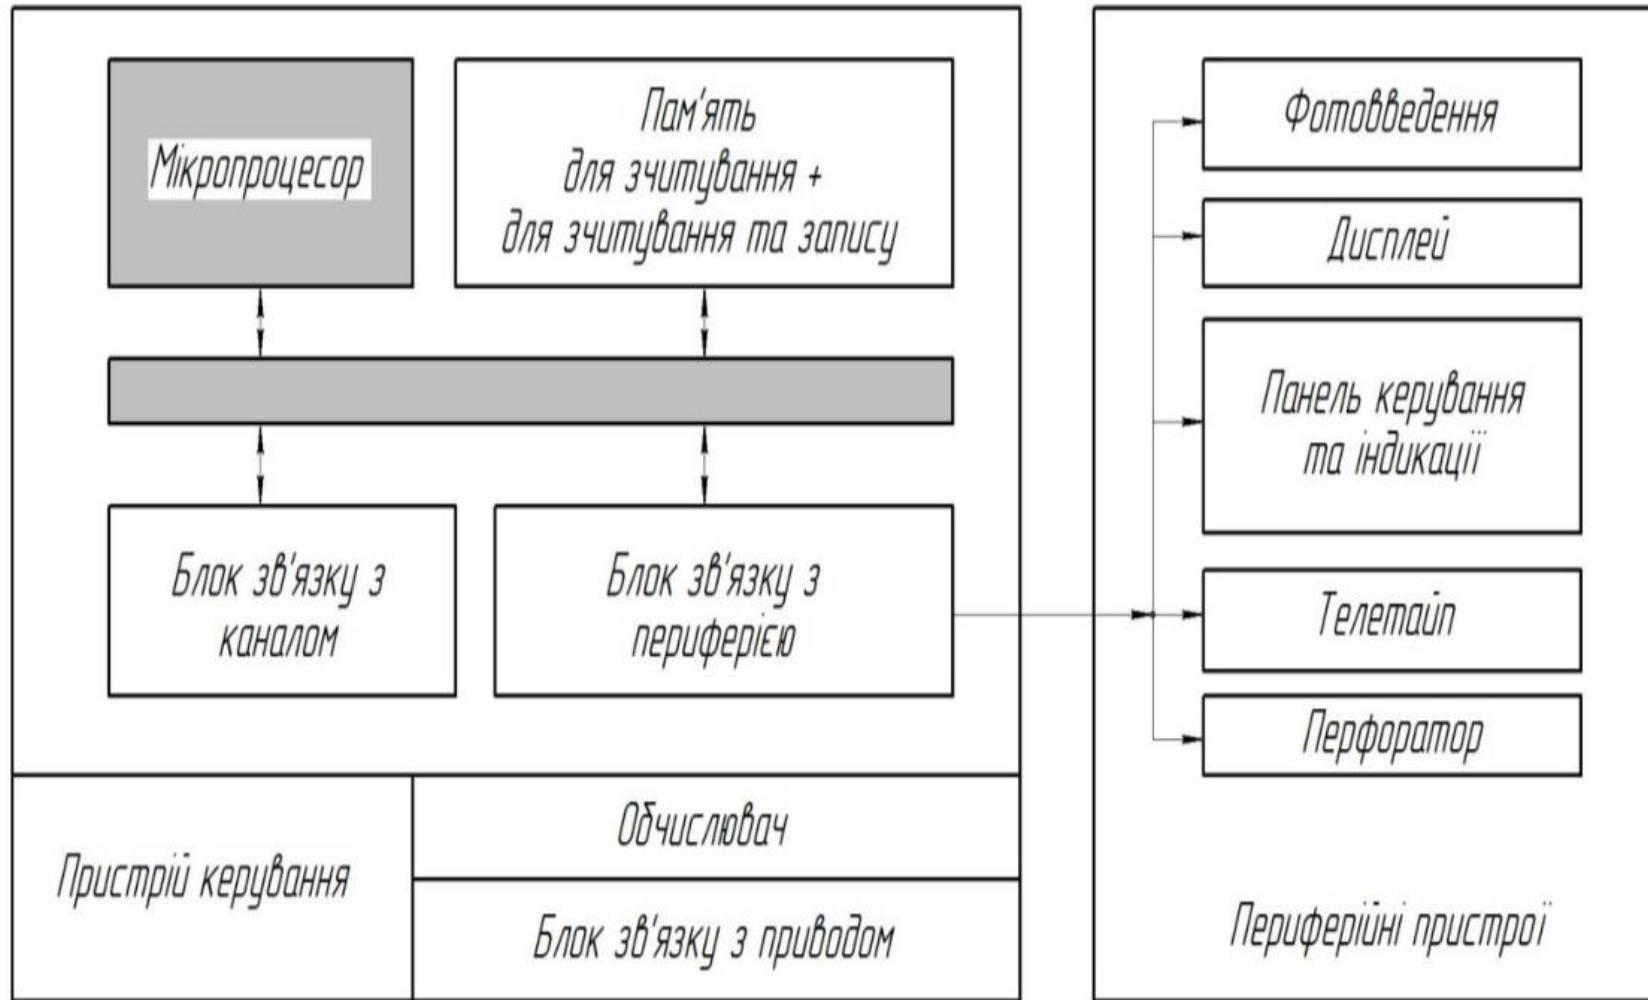 Мікропроцесор
Пам'ять
для зчитування +
для зчитування та запису
Блок зв'язку з
каналом
Блок зв'язку з
периферією
Пристрій керування
Обчислювач
Блок зв'язку з приводом
Фотовведення
Дисплей
Панель керування
та індикації
Телетайп
Перфоратор
Периферійні пристрої